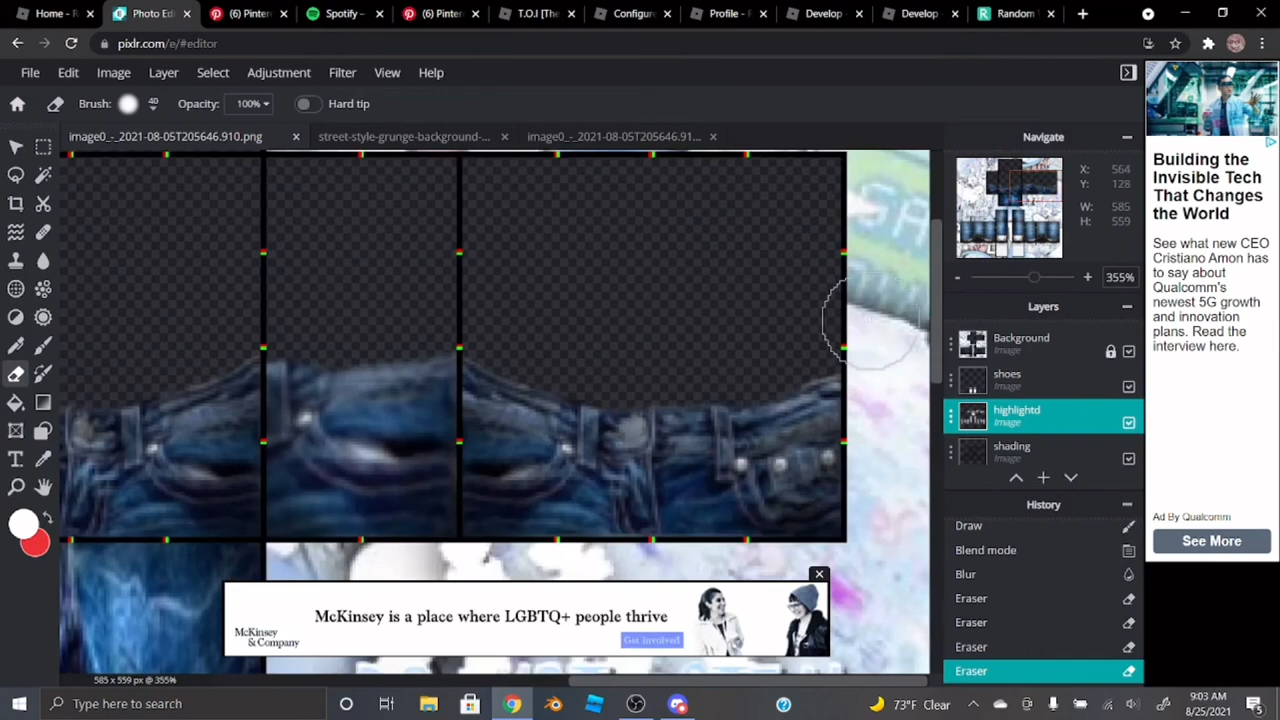 Home - R
Photo Edi
(6) Pinter
Spotify –
(6) Pinter
T.O.I [The
Configure
Profile - R
Develop -
Develop -
Random \
pixlr.com/e/#editor
File Edit Image Layer Select Adjustment Filter View Help
Brush: 40 Opacity: 100% Hard tip
image0_-_2021-08-05T205646.910.png
street-style-grunge-background-...
image0_-_2021-08-05T205646.91...
Navigate
X: 564
Y: 128
W: 585
H: 559
355%
Layers
Background
Image
shoes
Image
highlightd
Image
shading
Image
History
Draw
Blend mode
Blur
Eraser
Eraser
Eraser
Eraser
Building the
Invisible Tech
That Changes
the World
See what new CEO
Cristiano Amon has
to say about
Qualcomm's
newest 5G growth
and innovation
plans. Read the
interview here.
Ad By Qualcomm
See More
McKinsey is a place where LGBTQ+ people thrive
McKinsey
& Company
Get involved
585 x 559 px @ 355%
Type here to search
73°F Clear
9:03 AM
8/25/2021
5